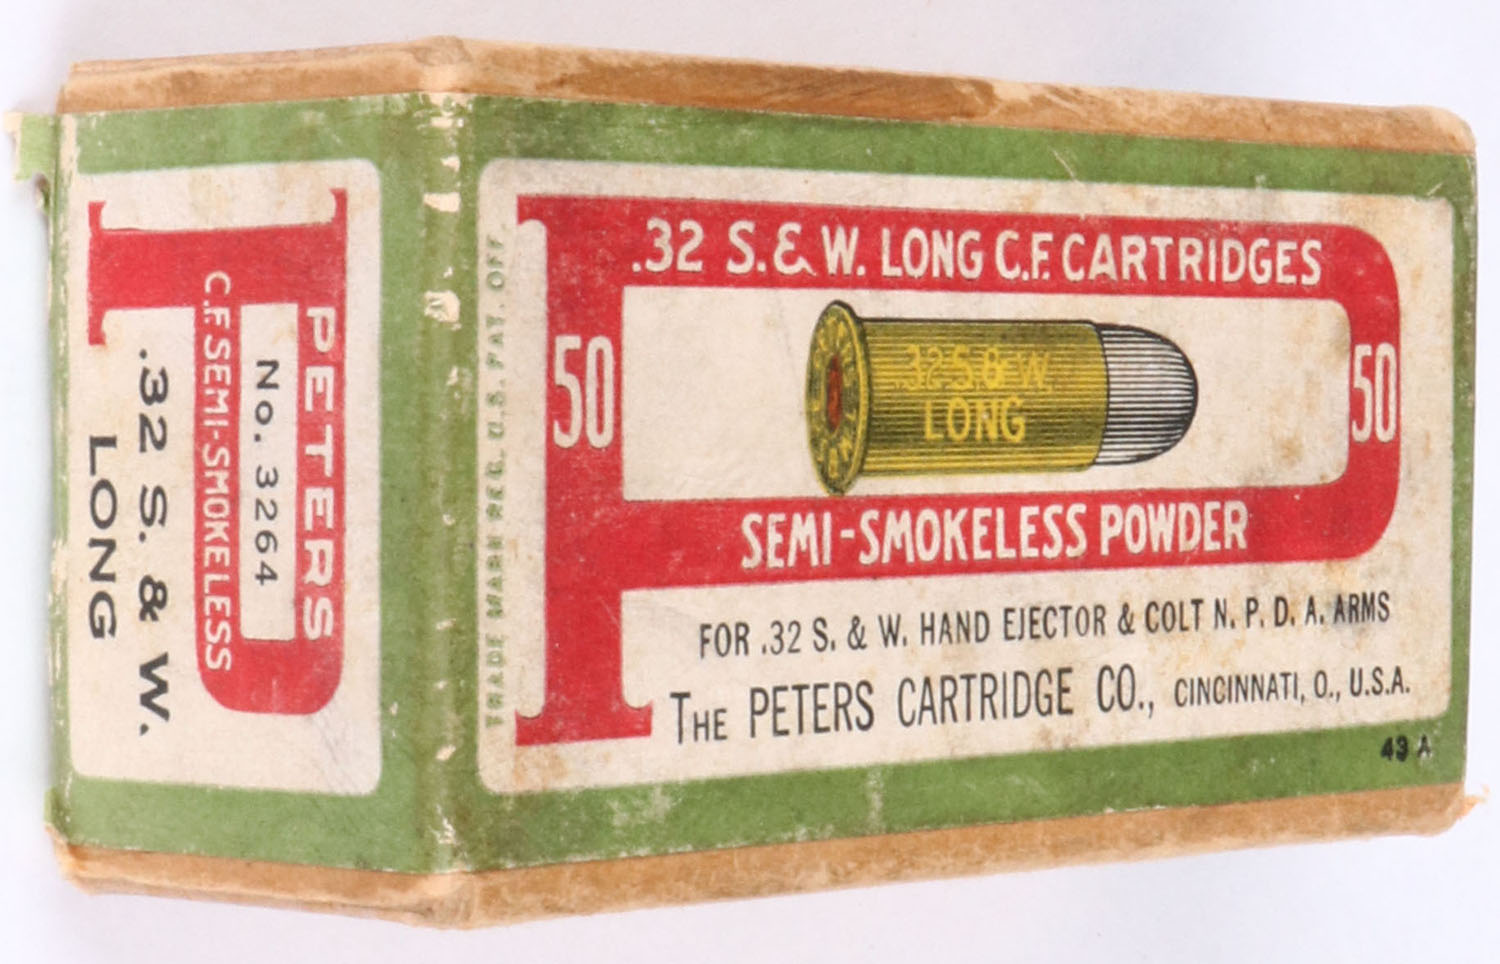 PETERS
No. 3264
C.F. SEMI-SMOKELESS
.32 S. & W.
LONG
TRADE MARK REG. U.S. PAT. OFF.
.32 S. & W. LONG C.F. CARTRIDGES
50
50
.32 S. & W.
LONG
SEMI-SMOKELESS POWDER
FOR .32 S. & W. HAND EJECTOR & COLT N. P. D. A. ARMS
THE PETERS CARTRIDGE CO., CINCINNATI, O., U.S.A.
43 A